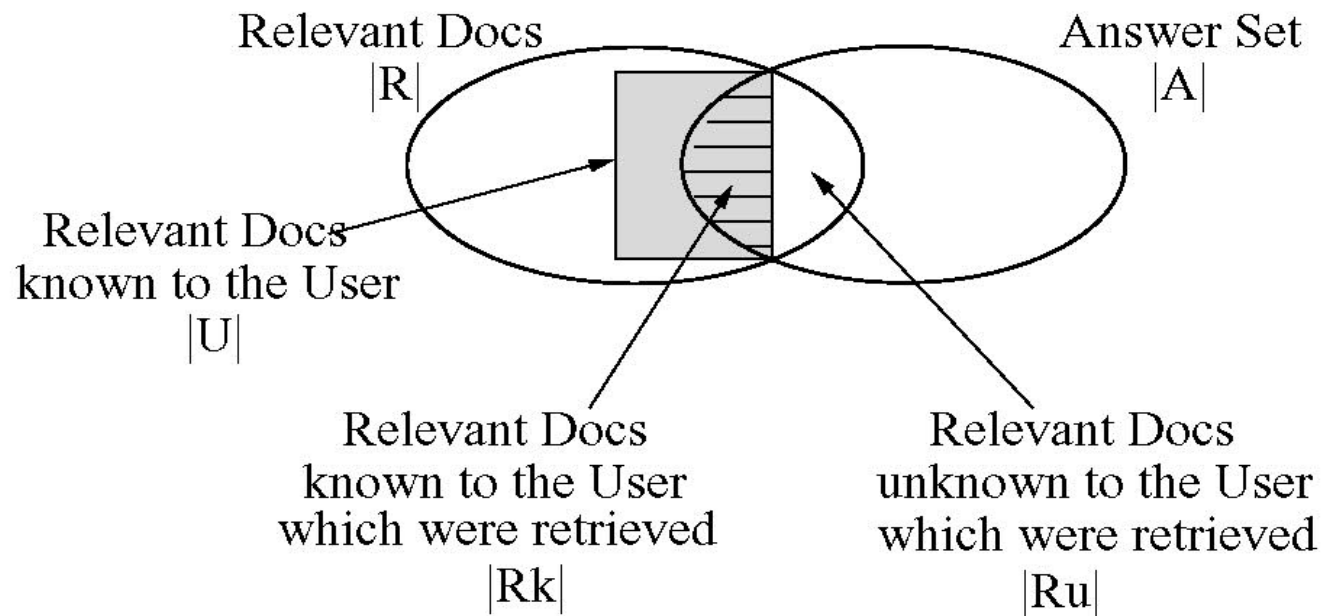 Relevant Docs
|R|
Answer Set
|A|
Relevant Docs
known to the User
|U|
Relevant Docs
known to the User
which were retrieved
|Rk|
Relevant Docs
unknown to the User
which were retrieved
|Ru|